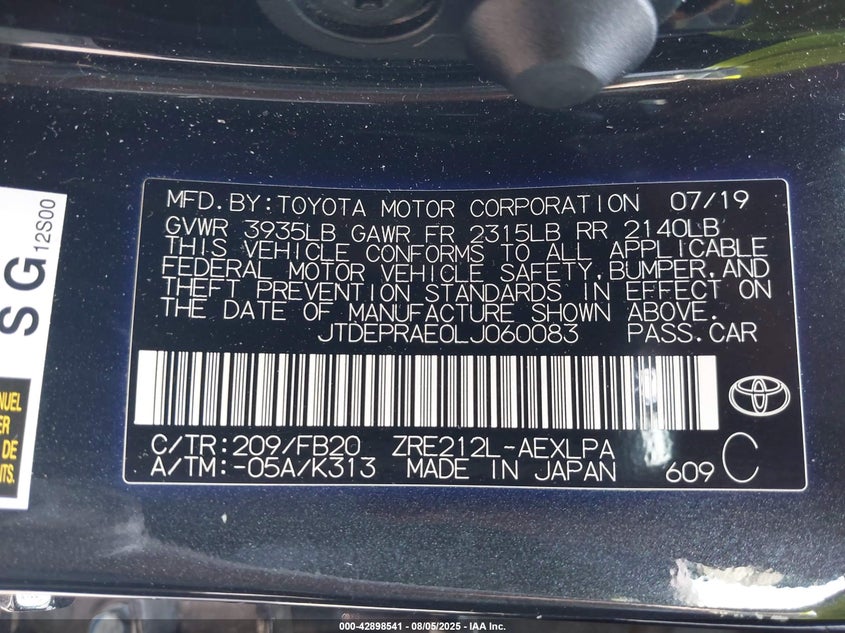 MFD.BY:TOYOTA MOTOR CORPORATION 07/19
GVWR 3935LB GAWR FR 2315LB RR 2140LB
THIS VEHICLE CONFORMS TO ALL APPLICABLE
FEDERAL MOTOR VEHICLE SAFETY,BUMPER,AND
THEFT PREVENTION STANDARDS IN EFFECT ON
THE DATE OF MANUFACTURE SHOWN ABOVE.
JTDEPRAE0LJ060083 PASS.CAR
C/TR:209/FB20 ZRE212L-AEXLPA
A/TM:-05A/K313 MADE IN JAPAN 609 C
SG
12S00
DE
000-42898541 - 08/05/2025 - IAA Inc.